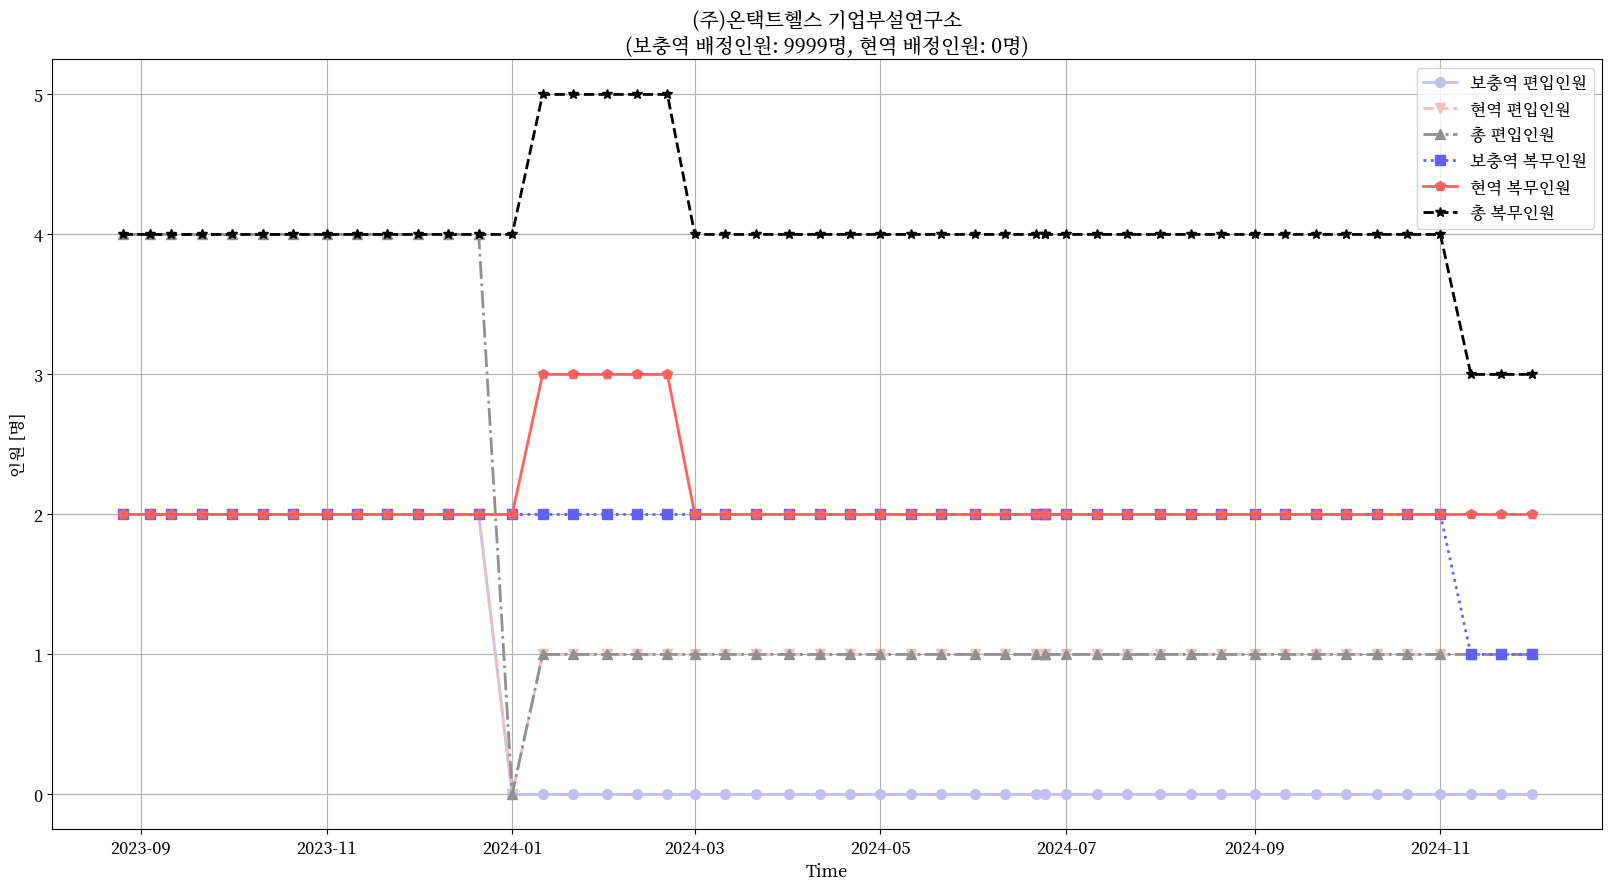 (주)온택트헬스 기업부설연구소
(보충역 배정인원: 9999명, 현역 배정인원: 0명)
보충역 편입인원
현역 편입인원
총 편입인원
보충역 복무인원
현역 복무인원
총 복무인원
인원 [명]
5
4
3
2
1
0
2023-09
2023-11
2024-01
2024-03
2024-05
2024-07
2024-09
2024-11
Time